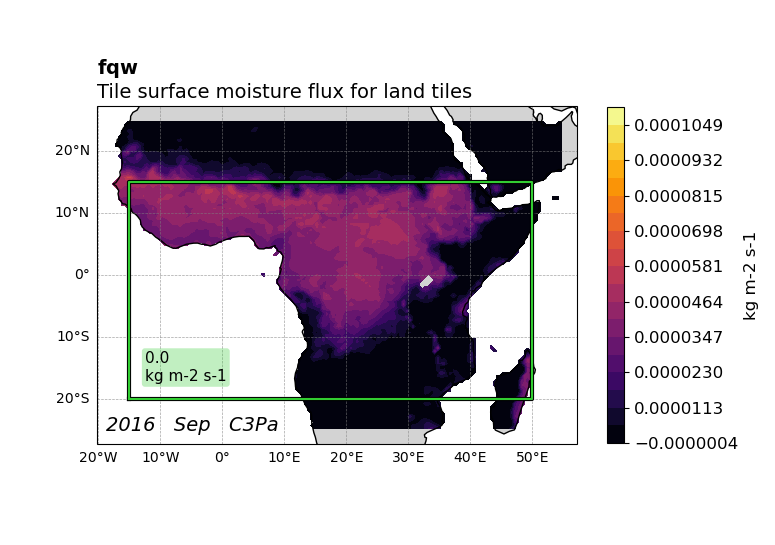 fqw
Tile surface moisture flux for land tiles
20°N
10°N
0°
10°S
20°S
20°W 10°W 0° 10°E 20°E 30°E 40°E 50°E
0.0
kg m-2 s-1
2016 Sep C3Pa
0.0001049
0.0000932
0.0000815
0.0000698
0.0000581
0.0000464
0.0000347
0.0000230
0.0000113
−0.0000004
kg m-2 s-1